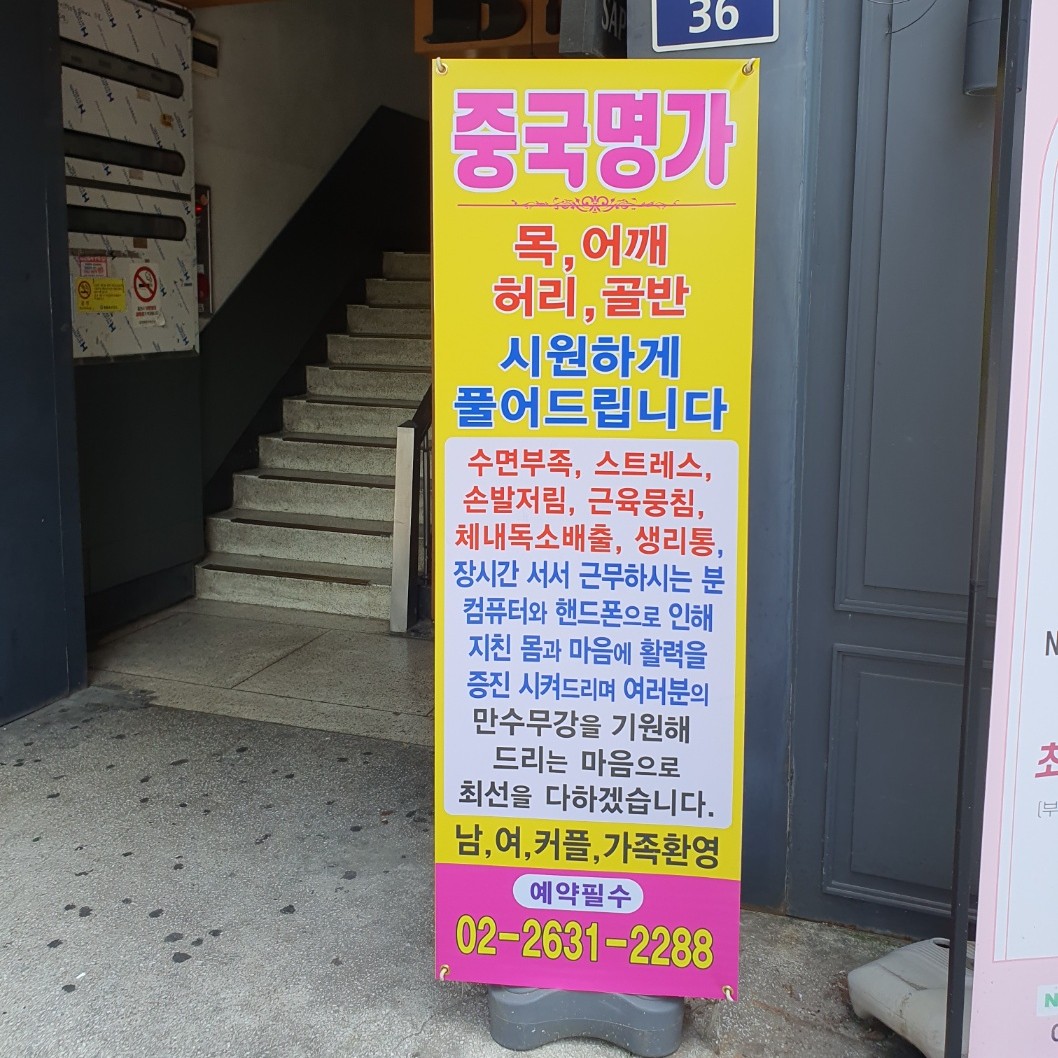 36
중국명가
목,어깨
허리,골반
시원하게
풀어드립니다
수면부족, 스트레스,
손발저림, 근육뭉침,
체내독소배출, 생리통,
장시간 서서 근무하시는 분
컴퓨터와 핸드폰으로 인해
지친 몸과 마음에 활력을
증진 시켜드리며 여러분의
만수무강을 기원해
드리는 마음으로
최선을 다하겠습니다.
남,여,커플,가족환영
예약필수
02-2631-2288